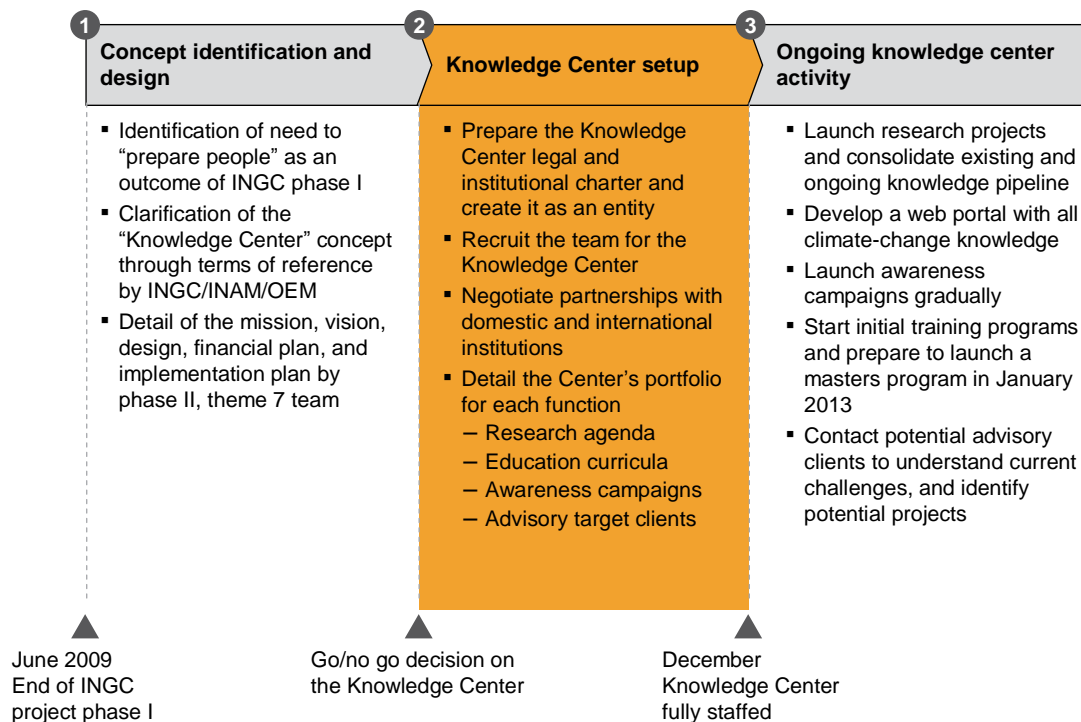 1
Concept identification and
design
▪ Identification of need to
“prepare people” as an
outcome of INGC phase I
▪ Clarification of the
“Knowledge Center” concept
through terms of reference
by INGC/INAM/OEM
▪ Detail of the mission, vision,
design, financial plan, and
implementation plan by
phase II, theme 7 team
2
Knowledge Center setup
▪ Prepare the Knowledge
Center legal and
institutional charter and
create it as an entity
▪ Recruit the team for the
Knowledge Center
▪ Negotiate partnerships with
domestic and international
institutions
▪ Detail the Center’s portfolio
for each function
– Research agenda
– Education curricula
– Awareness campaigns
– Advisory target clients
3
Ongoing knowledge center
activity
▪ Launch research projects
and consolidate existing and
ongoing knowledge pipeline
▪ Develop a web portal with all
climate-change knowledge
▪ Launch awareness
campaigns gradually
▪ Start initial training programs
and prepare to launch a
masters program in January
2013
▪ Contact potential advisory
clients to understand current
challenges, and identify
potential projects
June 2009
End of INGC
project phase I
Go/no go decision on
the Knowledge Center
December
Knowledge Center
fully staffed